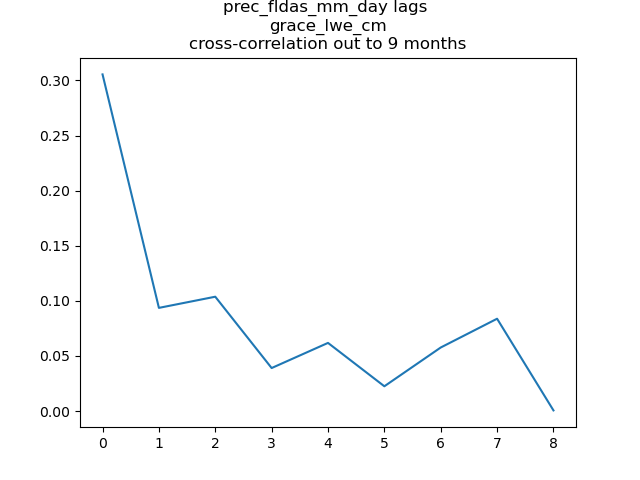 prec_fldas_mm_day lags
grace_lwe_cm
cross-correlation out to 9 months
0.30
0.25
0.20
0.15
0.10
0.05
0.00
0 1 2 3 4 5 6 7 8